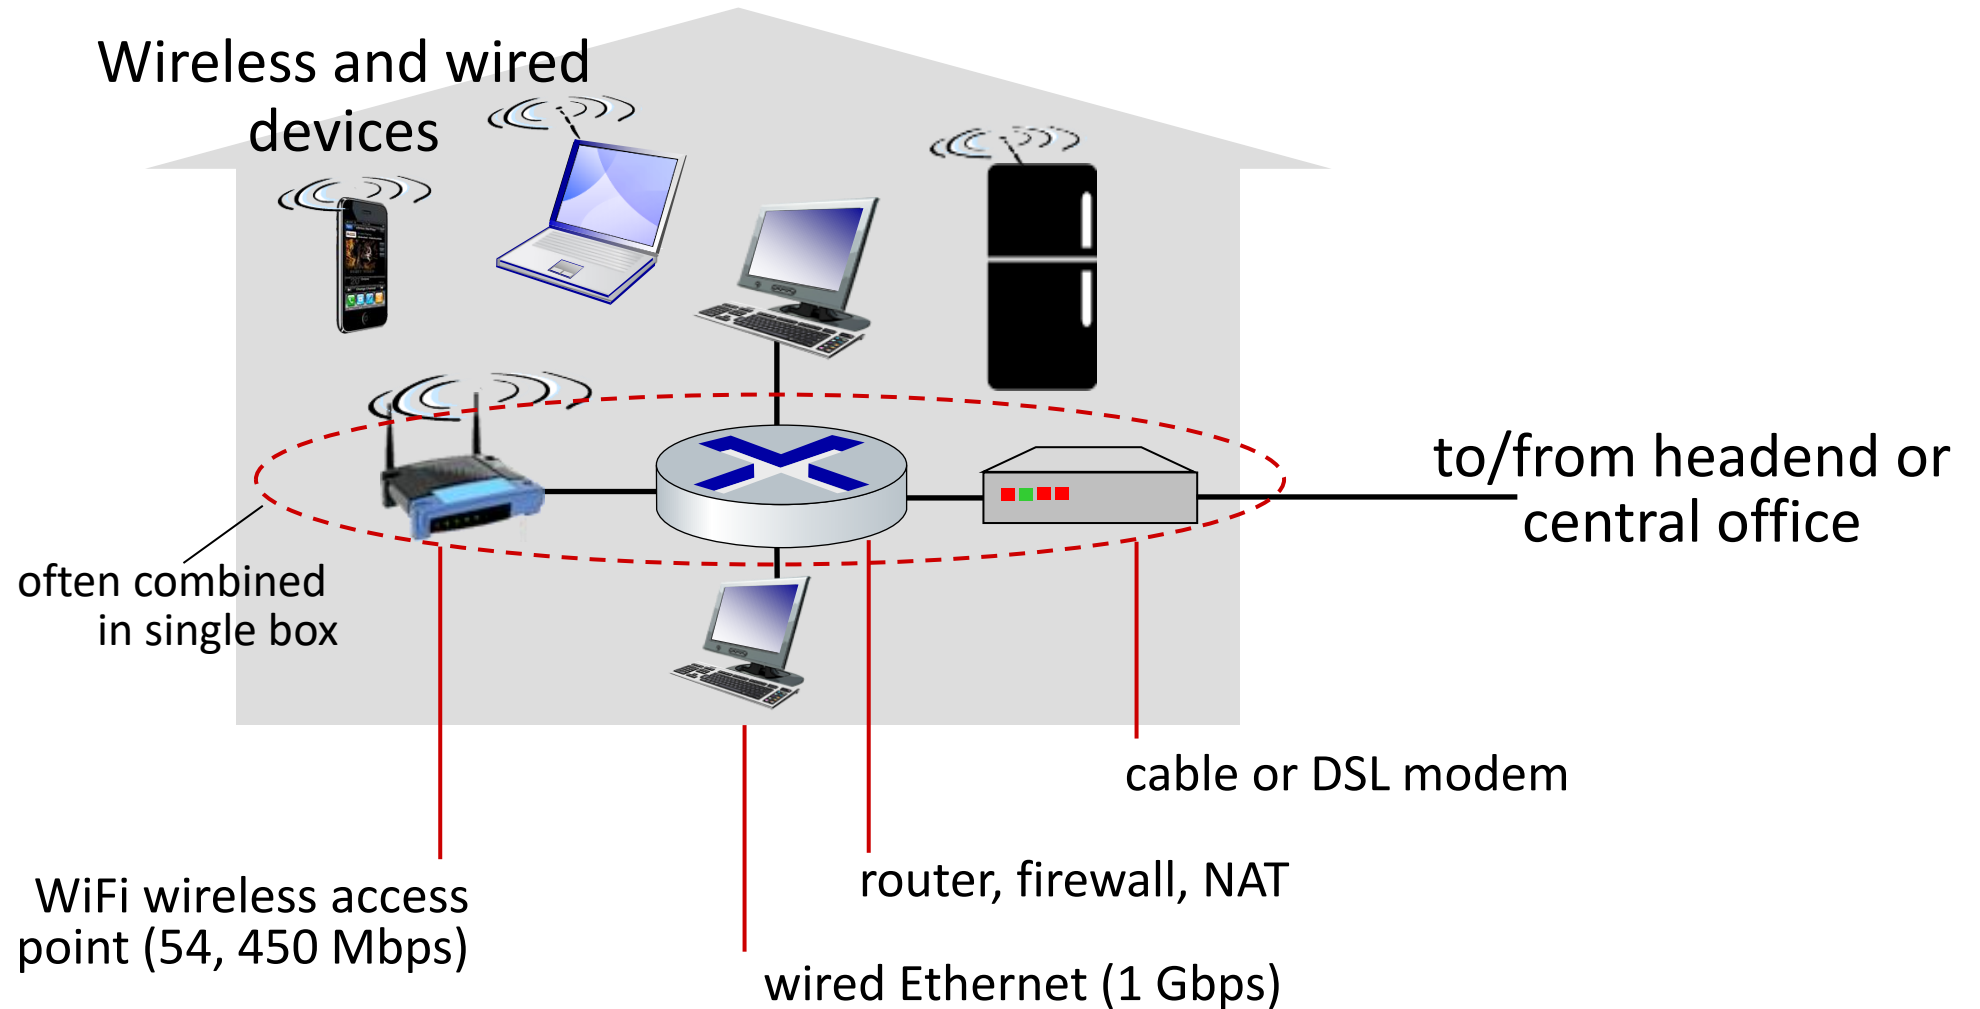 Wireless and wired
devices
to/from headend or
central office
often combined
in single box
cable or DSL modem
router, firewall, NAT
WiFi wireless access
point (54, 450 Mbps)
wired Ethernet (1 Gbps)